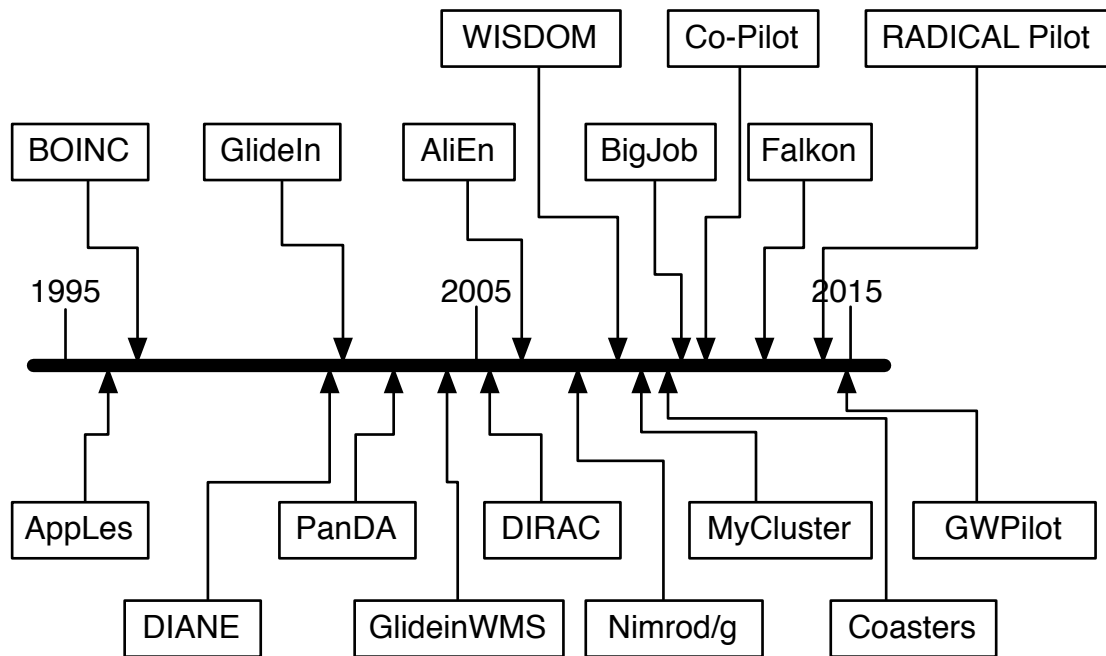 WISDOM
Co-Pilot
RADICAL Pilot
BOINC
GlideIn
AliEn
BigJob
Falkon
1995
2005
2015
AppLes
PanDA
DIRAC
MyCluster
GWPilot
DIANE
GlideinWMS
Nimrod/g
Coasters